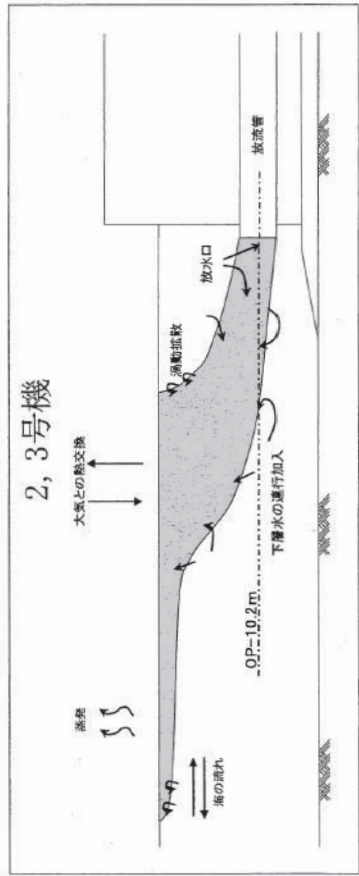 2, 3号機
蒸発
大気との熱交換
渦動拡散
放水口
放流管
海の流れ
下層水の連行加入
OP-10.2m